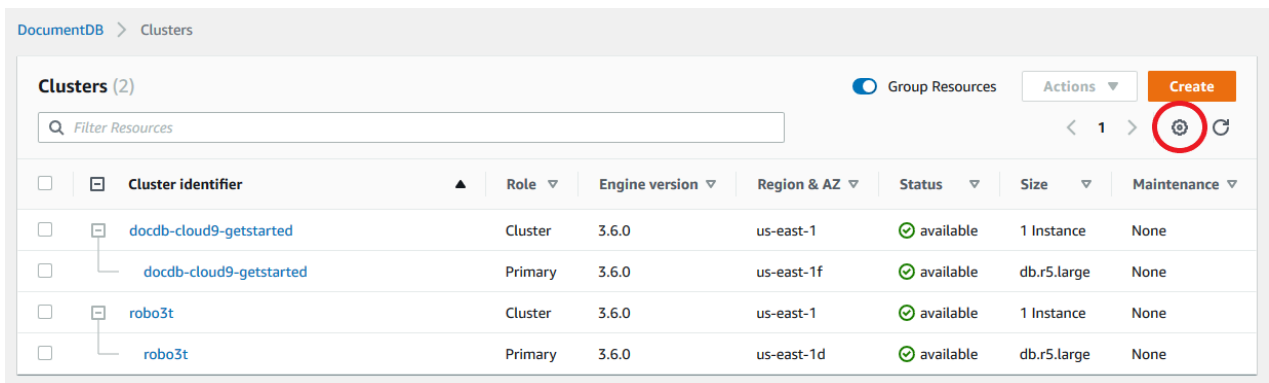 DocumentDB > Clusters
Clusters (2) Group Resources Actions Create
Filter Resources < 1 >
Cluster identifier Role Engine version Region & AZ Status Size Maintenance
docdb-cloud9-getstarted Cluster 3.6.0 us-east-1 available 1 Instance None
docdb-cloud9-getstarted Primary 3.6.0 us-east-1f available db.r5.large None
robo3t Cluster 3.6.0 us-east-1 available 1 Instance None
robo3t Primary 3.6.0 us-east-1d available db.r5.large None